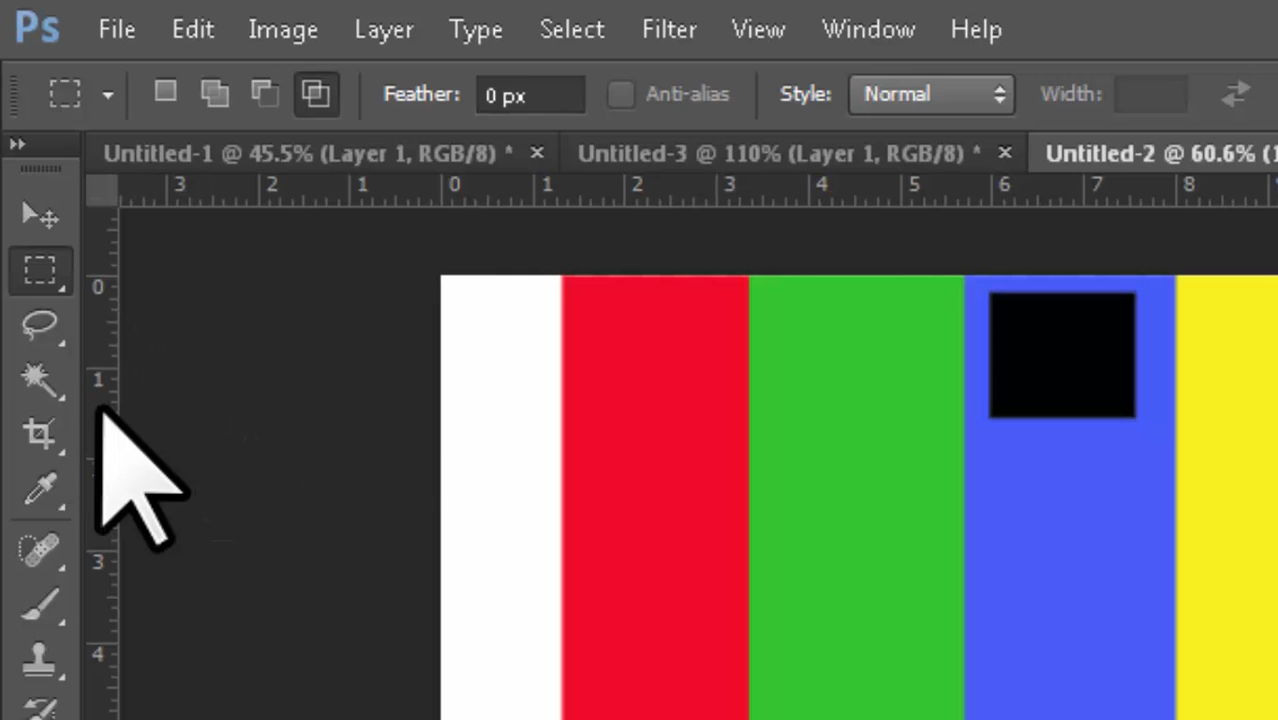 Ps File Edit Image Layer Type Select Filter View Window Help
Feather: 0 px Anti-alias Style: Normal Width:
Untitled-1 @ 45.5% (Layer 1, RGB/8) * × Untitled-3 @ 110% (Layer 1, RGB/8) * × Untitled-2 @ 60.6% (1
3 2 1 0 1 2 3 4 5 6 7 8
0
1
3
4